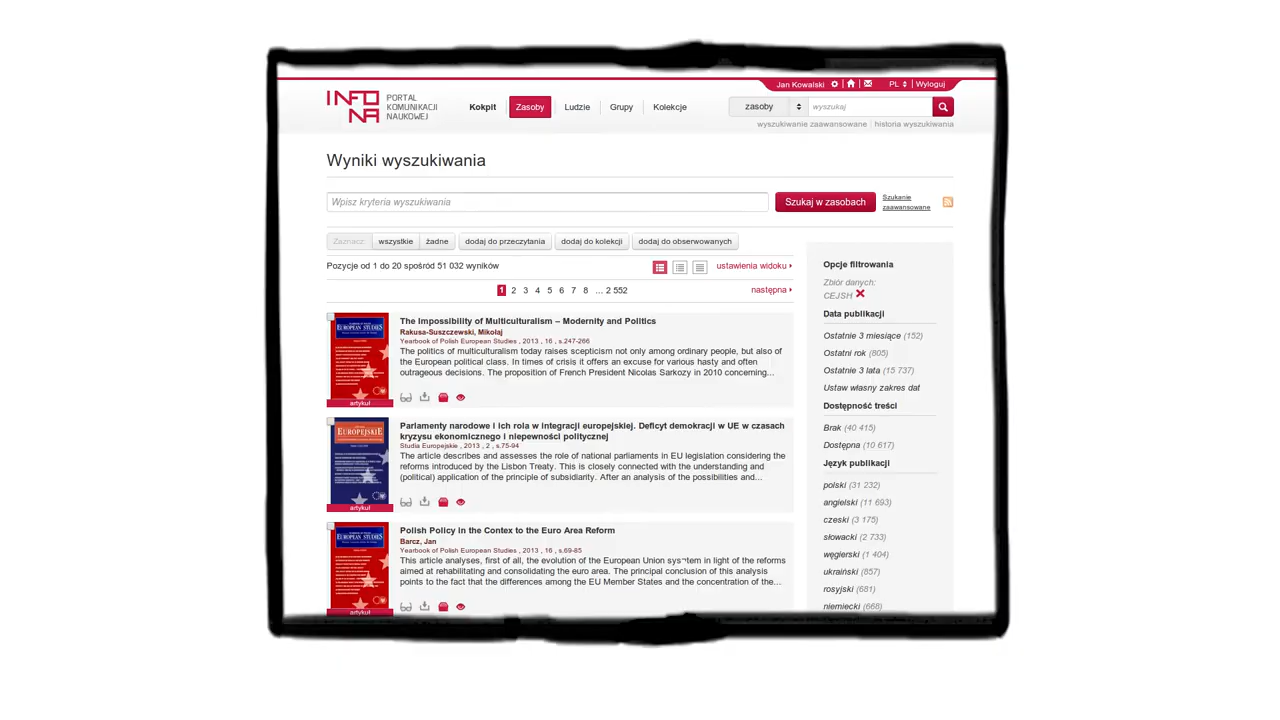 Jan Kowalski PL Wyloguj
INFONA PORTAL KOMUNIKACJI NAUKOWEJ
Kokpit Zasoby Ludzie Grupy Kolekcje
zasoby wyszukaj
wyszukiwanie zaawansowane | historia wyszukiwania
Wyniki wyszukiwania
Wpisz kryteria wyszukiwania Szukaj w zasobach Szukanie zaawansowane
Zaznacz: wszystkie żadne dodaj do przeczytania dodaj do kolekcji dodaj do obserwowanych
Pozycje od 1 do 20 spośród 51 032 wyników ustawienia widoku
1 2 3 4 5 6 7 8 ... 2 552 następna
EUROPEAN STUDIES
artykuł
The Impossibility of Multiculturalism – Modernity and Politics
Rakusa-Suszczewski, Mikołaj
Yearbook of Polish European Studies , 2013 , 16 , s.247-266
The politics of multiculturalism today raises scepticism not only among ordinary people, but also of
the European political class. In times of crisis it offers an excuse for various hasty and often
outrageous decisions. The proposition of French President Nicolas Sarkozy in 2010 concerning...
EUROPEJSKIE
artykuł
Parlamenty narodowe i ich rola w integracji europejskiej. Deficyt demokracji w UE w czasach
kryzysu ekonomicznego i niepewności politycznej
Studia Europejskie , 2013 , 2 , s.75-94
The article describes and assesses the role of national parliaments in EU legislation considering the
reforms introduced by the Lisbon Treaty. This is closely connected with the understanding and
(political) application of the principle of subsidiarity. After an analysis of the possibilities and...
EUROPEAN STUDIES
artykuł
Polish Policy in the Contex to the Euro Area Reform
Barcz, Jan
Yearbook of Polish European Studies , 2013 , 16 , s.69-85
This article analyses, first of all, the evolution of the European Union system in light of the reforms
aimed at rehabilitating and consolidating the euro area. The principal conclusion of this analysis
points to the fact that the differences among the EU Member States and the concentration of the...
Opcje filtrowania
Zbiór danych:
CEJSH
Data publikacji
Ostatnie 3 miesiące (152)
Ostatni rok (805)
Ostatnie 3 lata (15 737)
Ustaw własny zakres dat
Dostępność treści
Brak (40 415)
Dostępna (10 617)
Język publikacji
polski (31 232)
angielski (11 693)
czeski (3 175)
słowacki (2 733)
węgierski (1 404)
ukraiński (857)
rosyjski (681)
niemiecki (668)